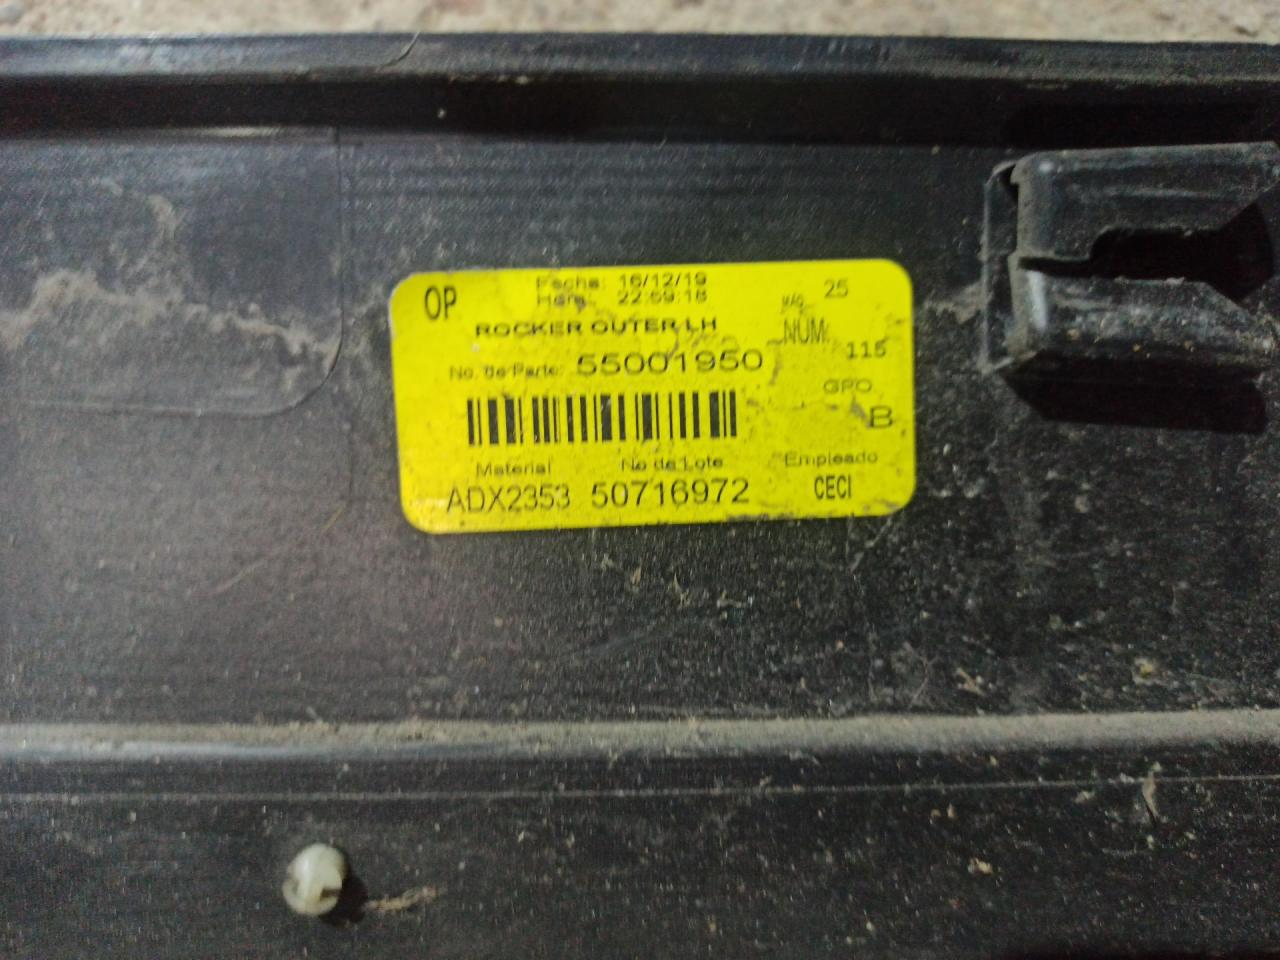 OP
Fecha: 16/12/19
Hora: 22:59:18
MAQ 25
ROCKER OUTER LH
NUM. 115
No. de Parte: 55001950
GPO B
Material No de Lote Empleado
ADX2353 50716972 CECI